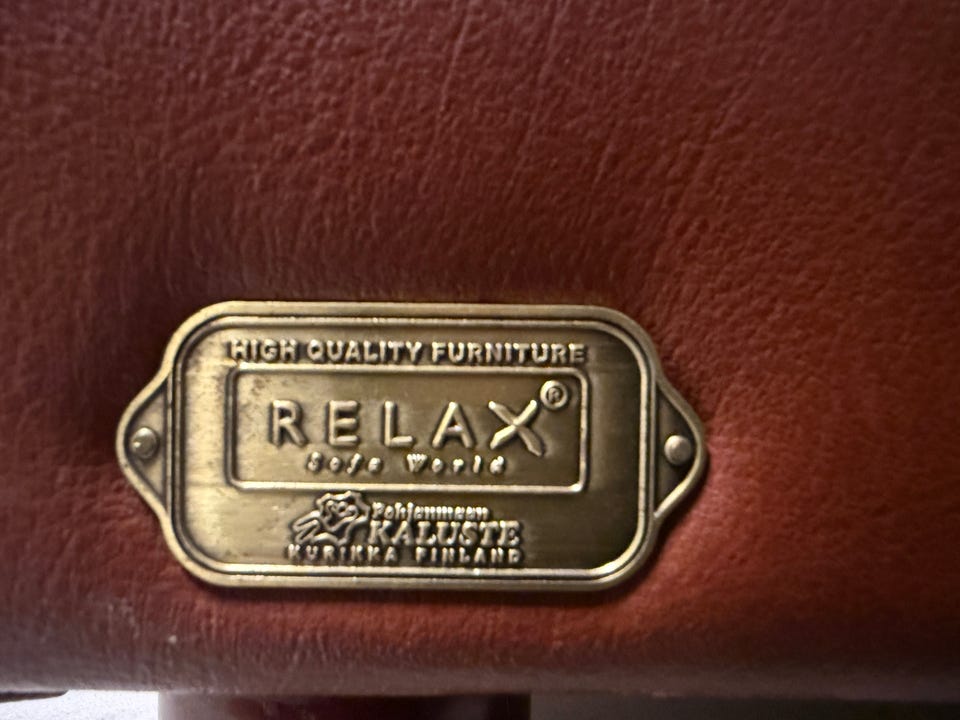 HIGH QUALITY FURNITURE
RELAX®
Sofa World
Pohjanmaan
KALUSTE
KURIKKA FINLAND